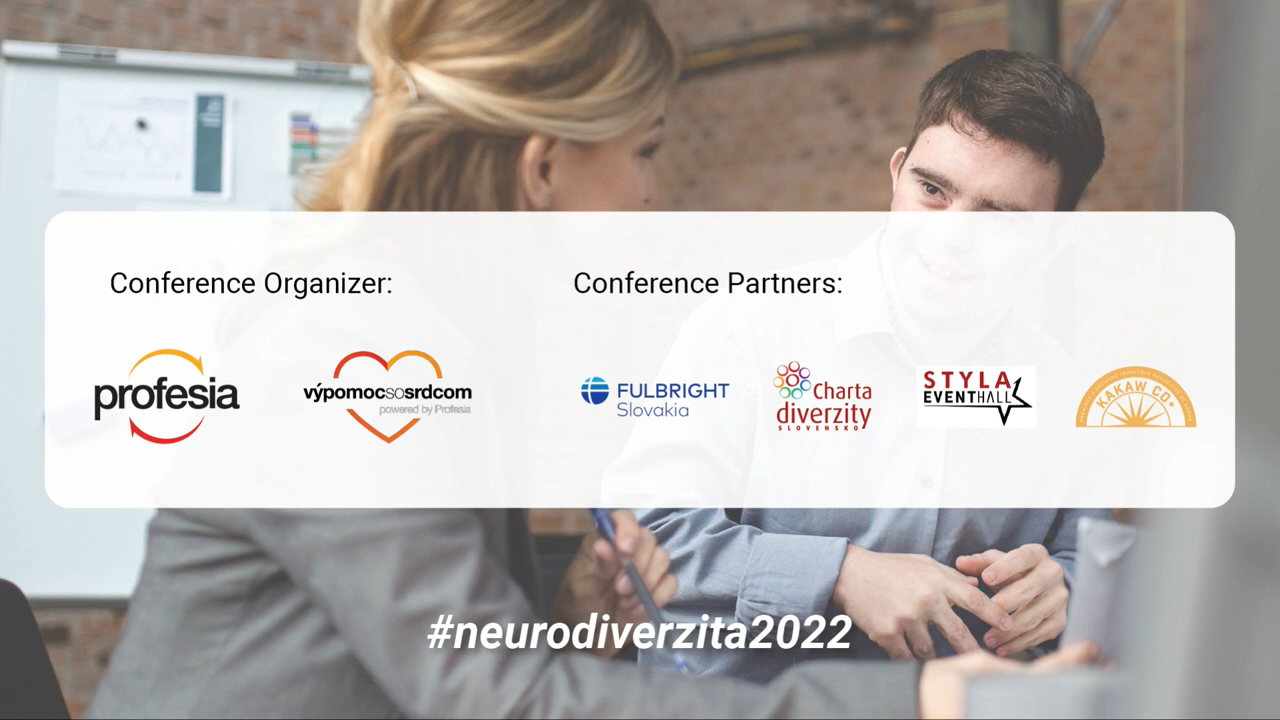 Conference Organizer:
Conference Partners:
profesia
výpomocsosrdcom
powered by Profesia
FULBRIGHT
Slovakia
Charta
diverzity
SLOVENSKO
STYLA
EVENTHALL
KAKAW CO+
#neurodiverzita2022